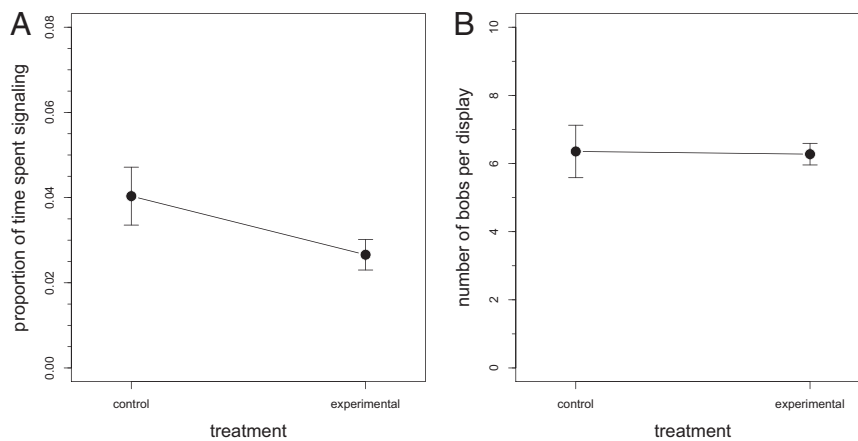 A
proportion of time spent signaling
0.08
0.06
0.04
0.02
0.00
control experimental
treatment
B
number of bobs per display
10
8
6
4
2
0
control experimental
treatment